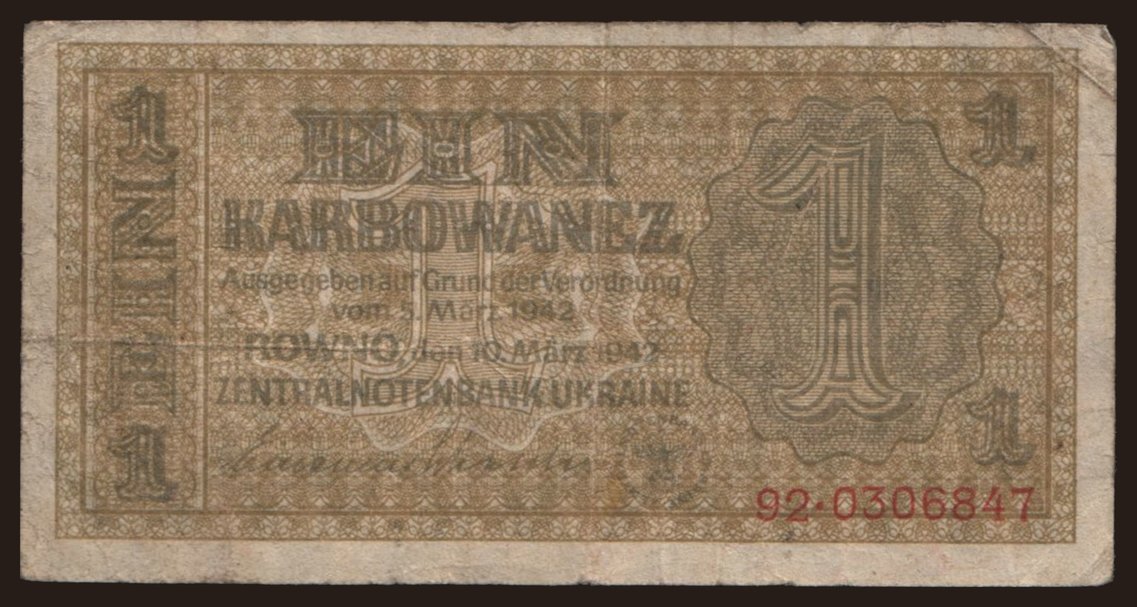 1
EIN
1
EIN
KARBOWANEZ
Ausgegeben auf Grund der Verordnung
vom 5. März 1942
ROWNO, den 10. März 1942
ZENTRALNOTENBANK UKRAINE
1
1
1
1
92·0306847